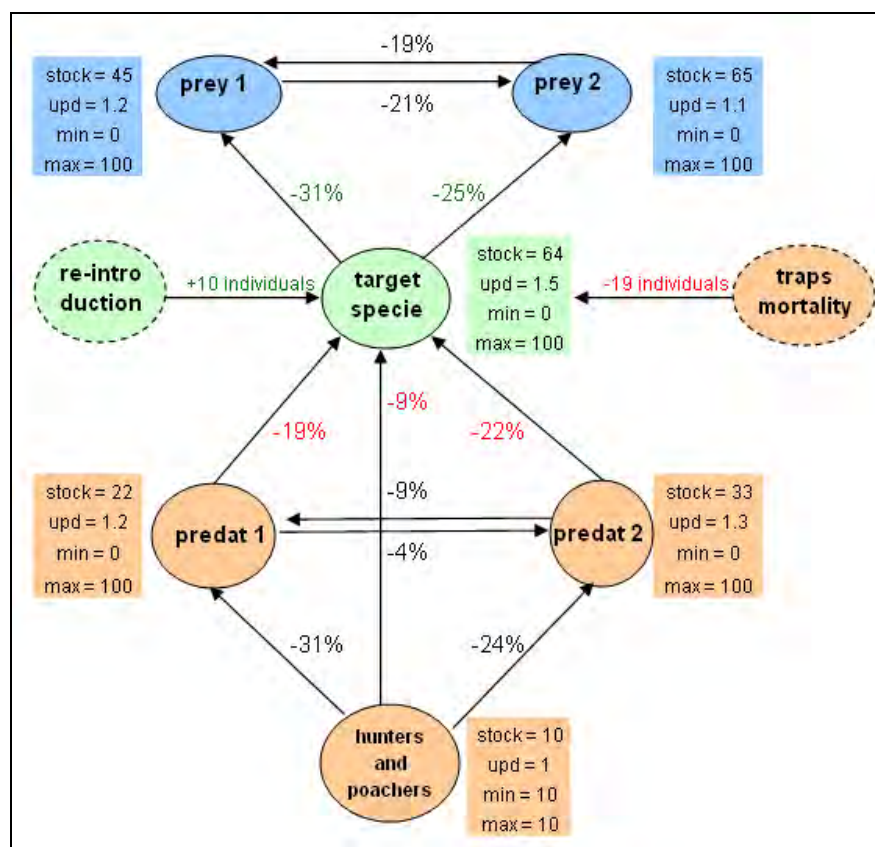 -19%
stock = 45
upd = 1.2
min = 0
max = 100
prey 1
prey 2
stock = 65
upd = 1.1
min = 0
max = 100
-21%
-31%
-25%
re-intro
duction
+10 individuals
target
specie
stock = 64
upd = 1.5
min = 0
max = 100
-19 individuals
traps
mortality
-19%
-9%
-22%
stock = 22
upd = 1.2
min = 0
max = 100
predat 1
-9%
-4%
predat 2
stock = 33
upd = 1.3
min = 0
max = 100
-31%
-24%
hunters
and
poachers
stock = 10
upd = 1
min = 10
max = 10